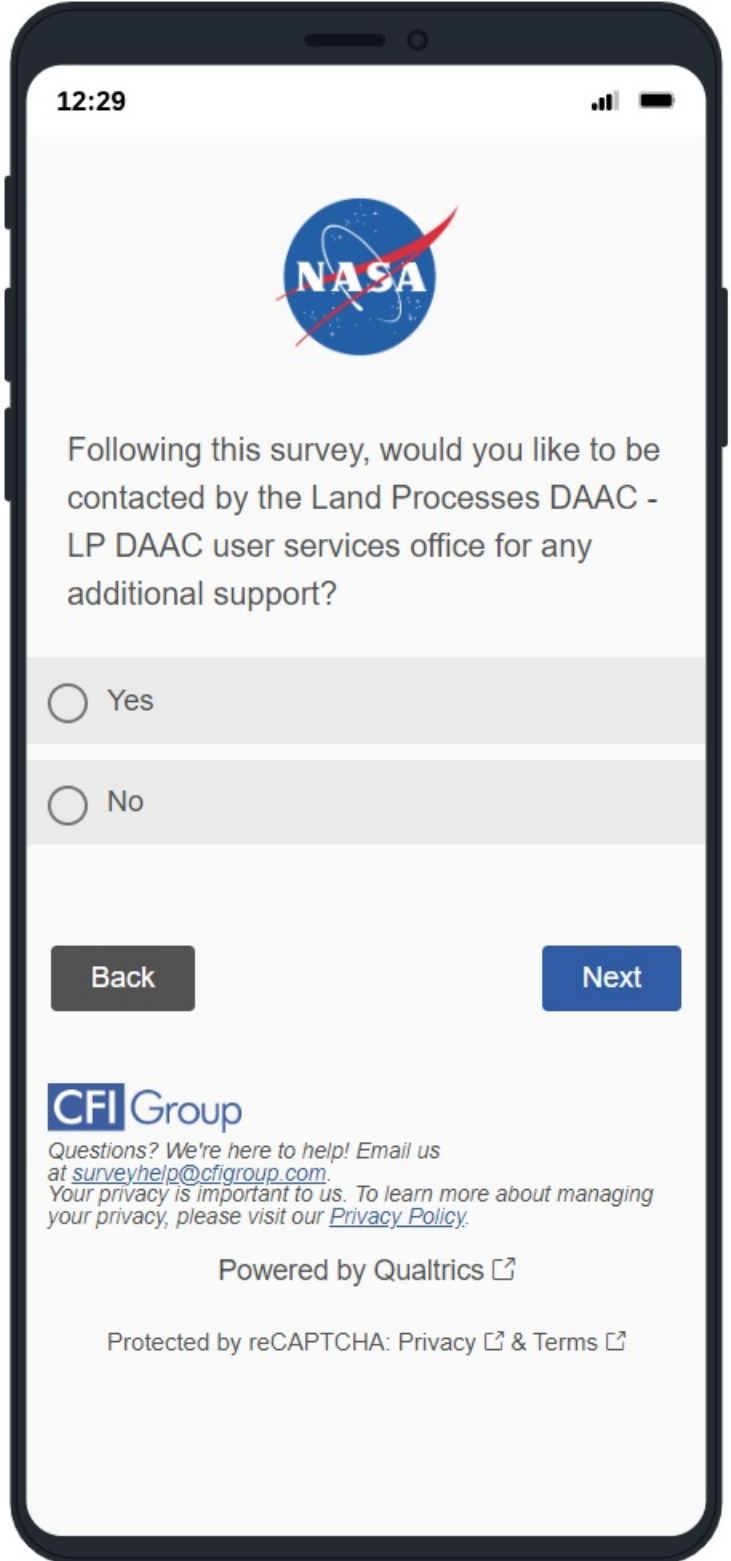 12:29
NASA
Following this survey, would you like to be
contacted by the Land Processes DAAC -
LP DAAC user services office for any
additional support?
Yes
No
Back
Next
CFI Group
Questions? We're here to help! Email us
at surveyhelp@cfigroup.com.
Your privacy is important to us. To learn more about managing
your privacy, please visit our Privacy Policy.
Powered by Qualtrics
Protected by reCAPTCHA: Privacy & Terms